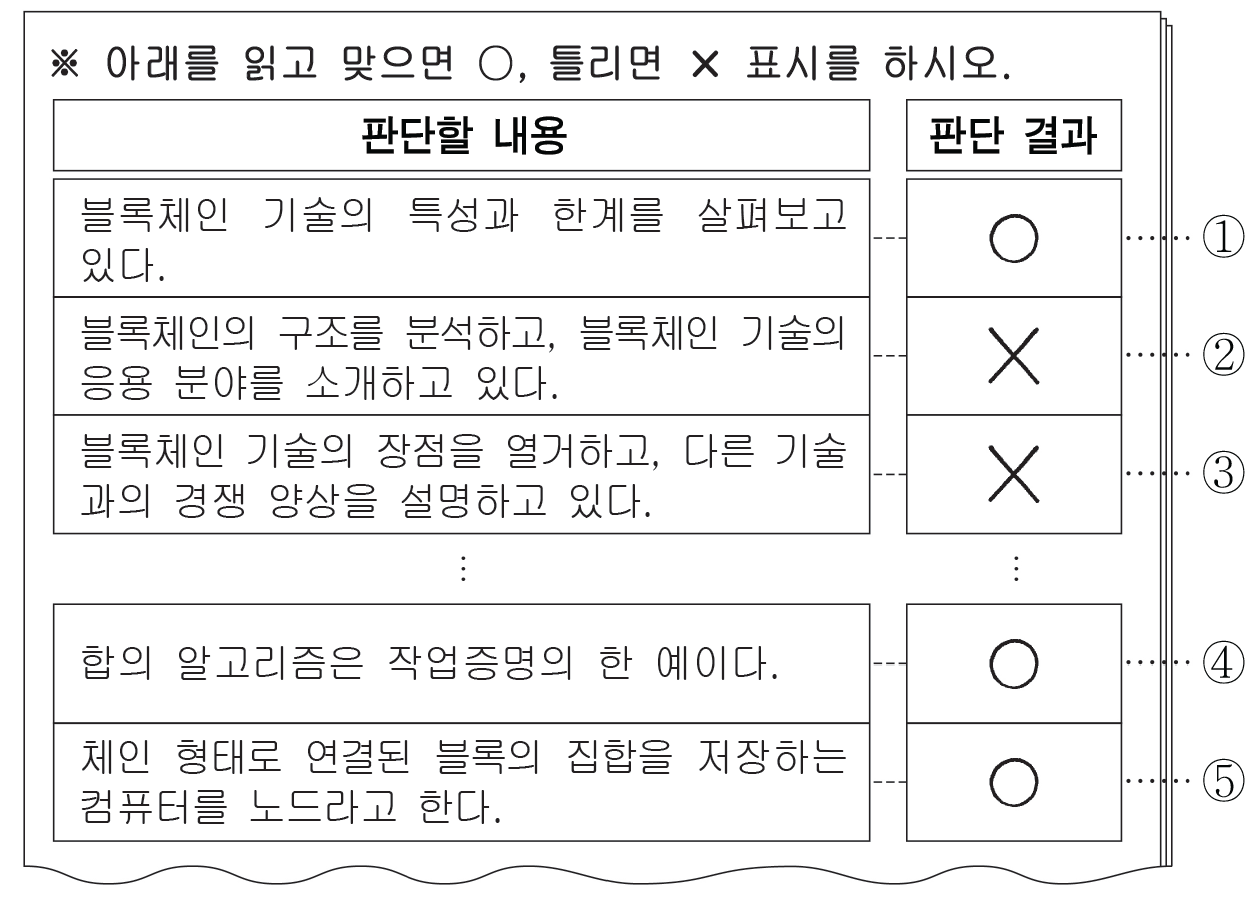 ※ 아래를 읽고 맞으면 ○, 틀리면 × 표시를 하시오.
판단할 내용 판단 결과
블록체인 기술의 특성과 한계를 살펴보고
있다.
○ ①
블록체인의 구조를 분석하고, 블록체인 기술의
응용 분야를 소개하고 있다.
× ②
블록체인 기술의 장점을 열거하고, 다른 기술
과의 경쟁 양상을 설명하고 있다.
× ③
⋮ ⋮
합의 알고리즘은 작업증명의 한 예이다.
○ ④
체인 형태로 연결된 블록의 집합을 저장하는
컴퓨터를 노드라고 한다.
○ ⑤